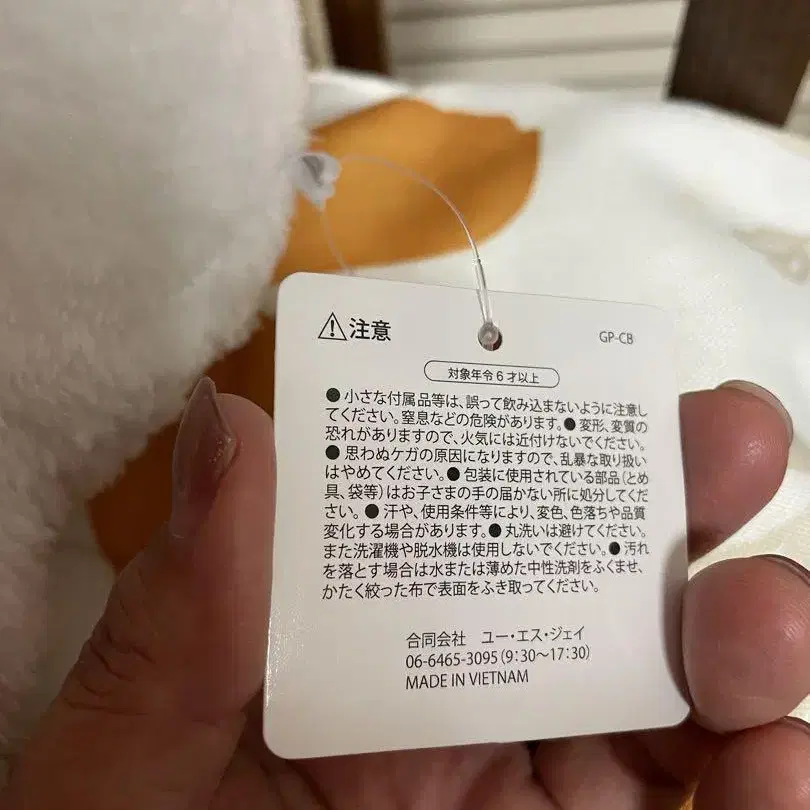 ⚠注意
GP-CB
対象年令6才以上
●小さな付属品等は、誤って飲み込まないように注意し
てください。窒息などの危険があります。●変形、変質の
恐れがありますので、火気には近付けないでください。
●思わぬケガの原因になりますので、乱暴な取り扱い
はやめてください。●包装に使用されている部品(とめ
具、袋等)はお子さまの手の届かない所に処分してくだ
さい。●汗や、使用条件等により、変色、色落ちや品質
変化する場合があります。●丸洗いは避けてください。
また洗濯機や脱水機は使用しないでください。●汚れ
を落とす場合は水または薄めた中性洗剤をふくませ、
かたく絞った布で表面をふき取ってください。
合同会社 ユー・エス・ジェイ
06-6465-3095(9:30〜17:30)
MADE IN VIETNAM